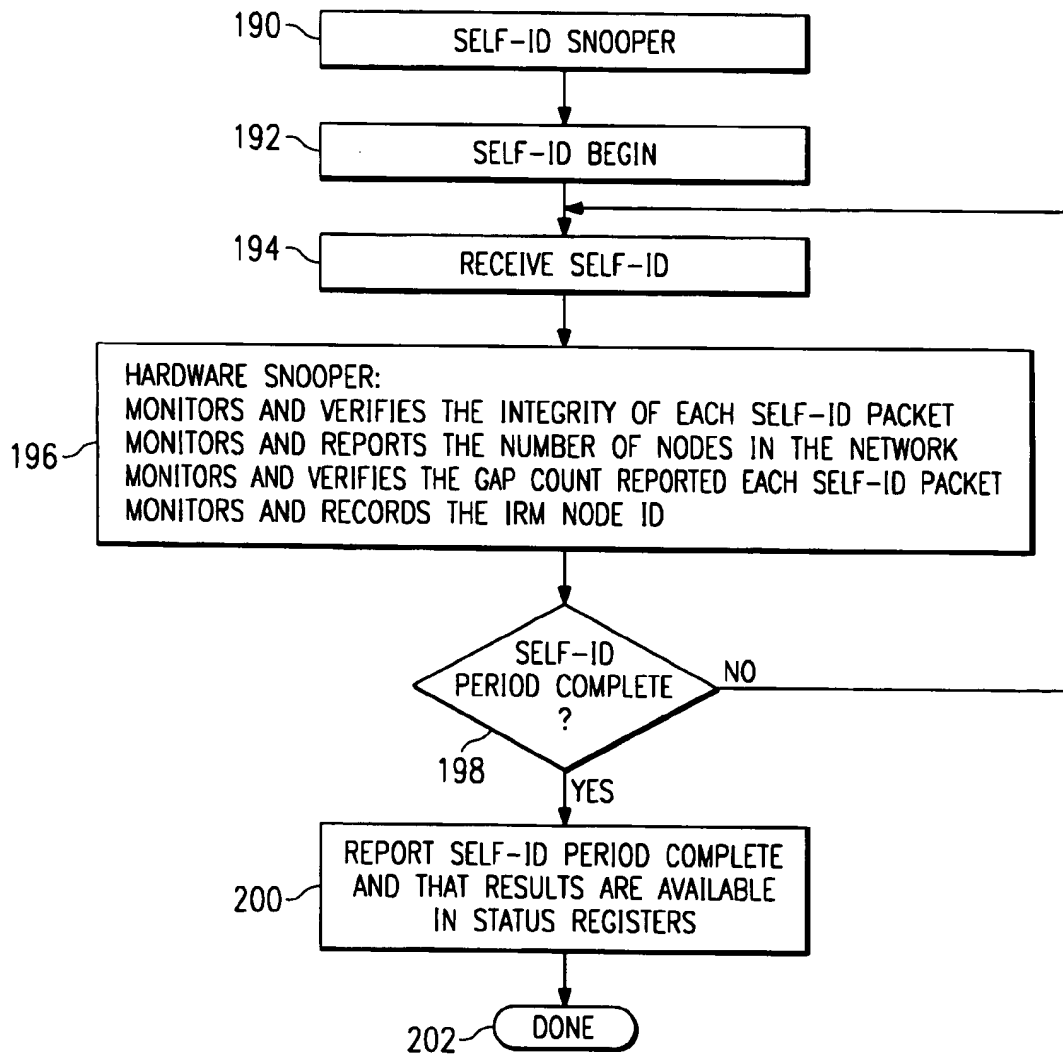 190
SELF-ID SNOOPER
192
SELF-ID BEGIN
194
RECEIVE SELF-ID
196
HARDWARE SNOOPER:
MONITORS AND VERIFIES THE INTEGRITY OF EACH SELF-ID PACKET
MONITORS AND REPORTS THE NUMBER OF NODES IN THE NETWORK
MONITORS AND VERIFIES THE GAP COUNT REPORTED EACH SELF-ID PACKET
MONITORS AND RECORDS THE IRM NODE ID
SELF-ID
PERIOD COMPLETE
?
NO
198
YES
200
REPORT SELF-ID PERIOD COMPLETE
AND THAT RESULTS ARE AVAILABLE
IN STATUS REGISTERS
202
DONE